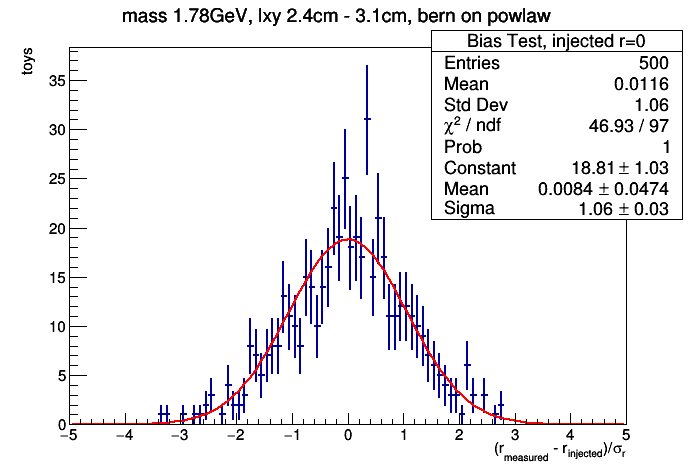 mass 1.78GeV, lxy 2.4cm - 3.1cm, bern on powlaw
toys
Bias Test, injected r=0
Entries 500
Mean 0.0116
Std Dev 1.06
χ² / ndf 46.93 / 97
Prob 1
Constant 18.81 ± 1.03
Mean 0.0084 ± 0.0474
Sigma 1.06 ± 0.03
35
30
25
20
15
10
5
0
−5 −4 −3 −2 −1 0 1 2 3 4 5
(r_measured - r_injected)/σ_r